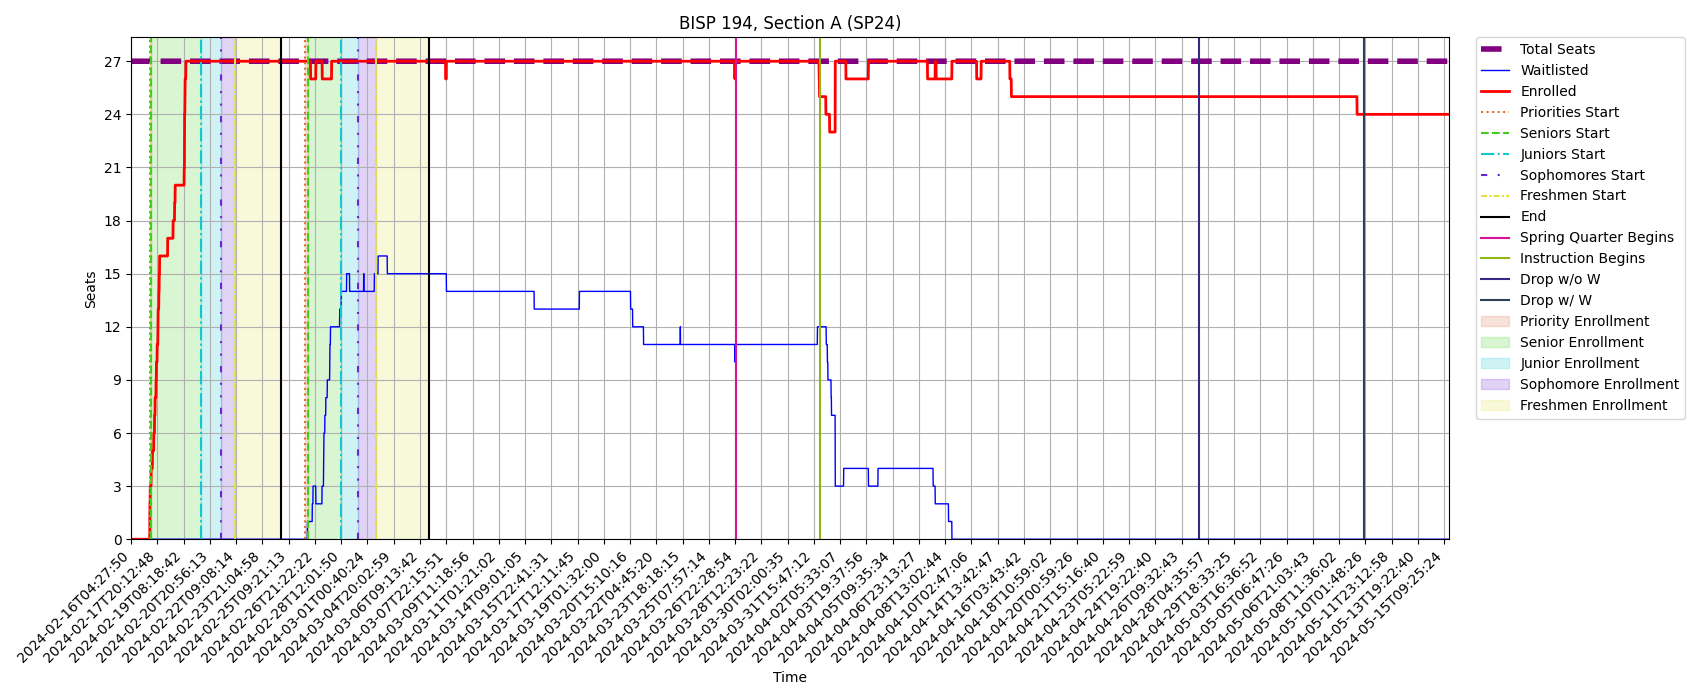 BISP 194, Section A (SP24)
Seats
27
24
21
18
15
12
9
6
3
0
2024-02-16T04:27:50
2024-02-17T20:12:48
2024-02-19T08:18:42
2024-02-20T20:56:13
2024-02-22T09:08:14
2024-02-23T21:04:58
2024-02-25T09:21:13
2024-02-26T21:22:22
2024-02-28T12:01:50
2024-03-01T00:40:24
2024-03-04T20:02:59
2024-03-06T09:13:42
2024-03-07T22:15:51
2024-03-11T01:18:56
2024-03-12T11:21:02
2024-03-14T09:01:05
2024-03-15T22:41:31
2024-03-17T12:11:45
2024-03-19T01:32:00
2024-03-20T15:10:16
2024-03-22T04:45:20
2024-03-23T18:18:15
2024-03-25T07:57:14
2024-03-26T22:28:54
2024-03-28T12:23:22
2024-03-30T02:00:35
2024-03-31T15:47:12
2024-04-02T05:33:07
2024-04-03T19:37:56
2024-04-05T09:35:34
2024-04-06T23:13:27
2024-04-08T13:02:44
2024-04-10T02:47:06
2024-04-14T13:42:47
2024-04-16T03:43:42
2024-04-18T10:59:02
2024-04-20T00:59:26
2024-04-21T15:16:40
2024-04-23T05:22:59
2024-04-24T19:22:40
2024-04-26T09:32:43
2024-04-28T04:35:57
2024-04-29T18:33:25
2024-05-03T16:36:52
2024-05-05T06:47:26
2024-05-06T21:03:43
2024-05-08T11:36:02
2024-05-10T01:48:26
2024-05-11T23:12:58
2024-05-13T19:22:40
2024-05-15T09:25:24
Time
Total Seats
Waitlisted
Enrolled
Priorities Start
Seniors Start
Juniors Start
Sophomores Start
Freshmen Start
End
Spring Quarter Begins
Instruction Begins
Drop w/o W
Drop w/ W
Priority Enrollment
Senior Enrollment
Junior Enrollment
Sophomore Enrollment
Freshmen Enrollment